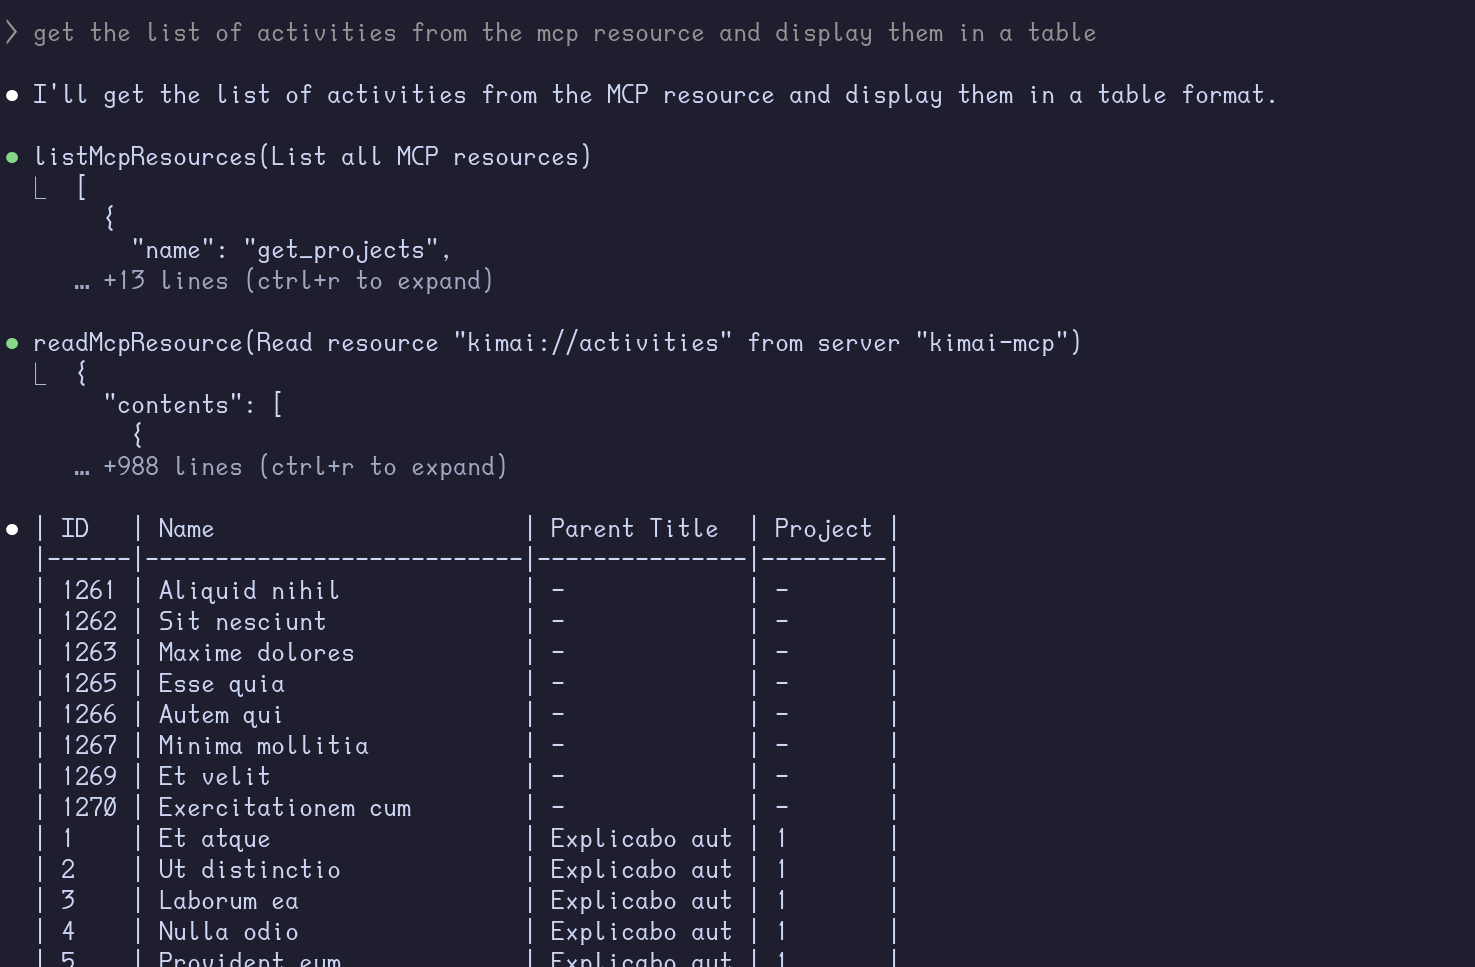 > get the list of activities from the mcp resource and display them in a table
● I'll get the list of activities from the MCP resource and display them in a table format.
● listMcpResources(List all MCP resources)
⎿  [
{
"name": "get_projects",
… +13 lines (ctrl+r to expand)
● readMcpResource(Read resource "kimai://activities" from server "kimai-mcp")
⎿  {
"contents": [
{
… +988 lines (ctrl+r to expand)
● | ID   | Name                      | Parent Title  | Project |
|------|---------------------------|---------------|---------|
| 1261 | Aliquid nihil             | -             | -       |
| 1262 | Sit nesciunt              | -             | -       |
| 1263 | Maxime dolores            | -             | -       |
| 1265 | Esse quia                 | -             | -       |
| 1266 | Autem qui                 | -             | -       |
| 1267 | Minima mollitia           | -             | -       |
| 1269 | Et velit                  | -             | -       |
| 1270 | Exercitationem cum        | -             | -       |
| 1    | Et atque                  | Explicabo aut | 1       |
| 2    | Ut distinctio             | Explicabo aut | 1       |
| 3    | Laborum ea                | Explicabo aut | 1       |
| 4    | Nulla odio                | Explicabo aut | 1       |
| 5    | Provident eum             | Explicabo aut | 1       |